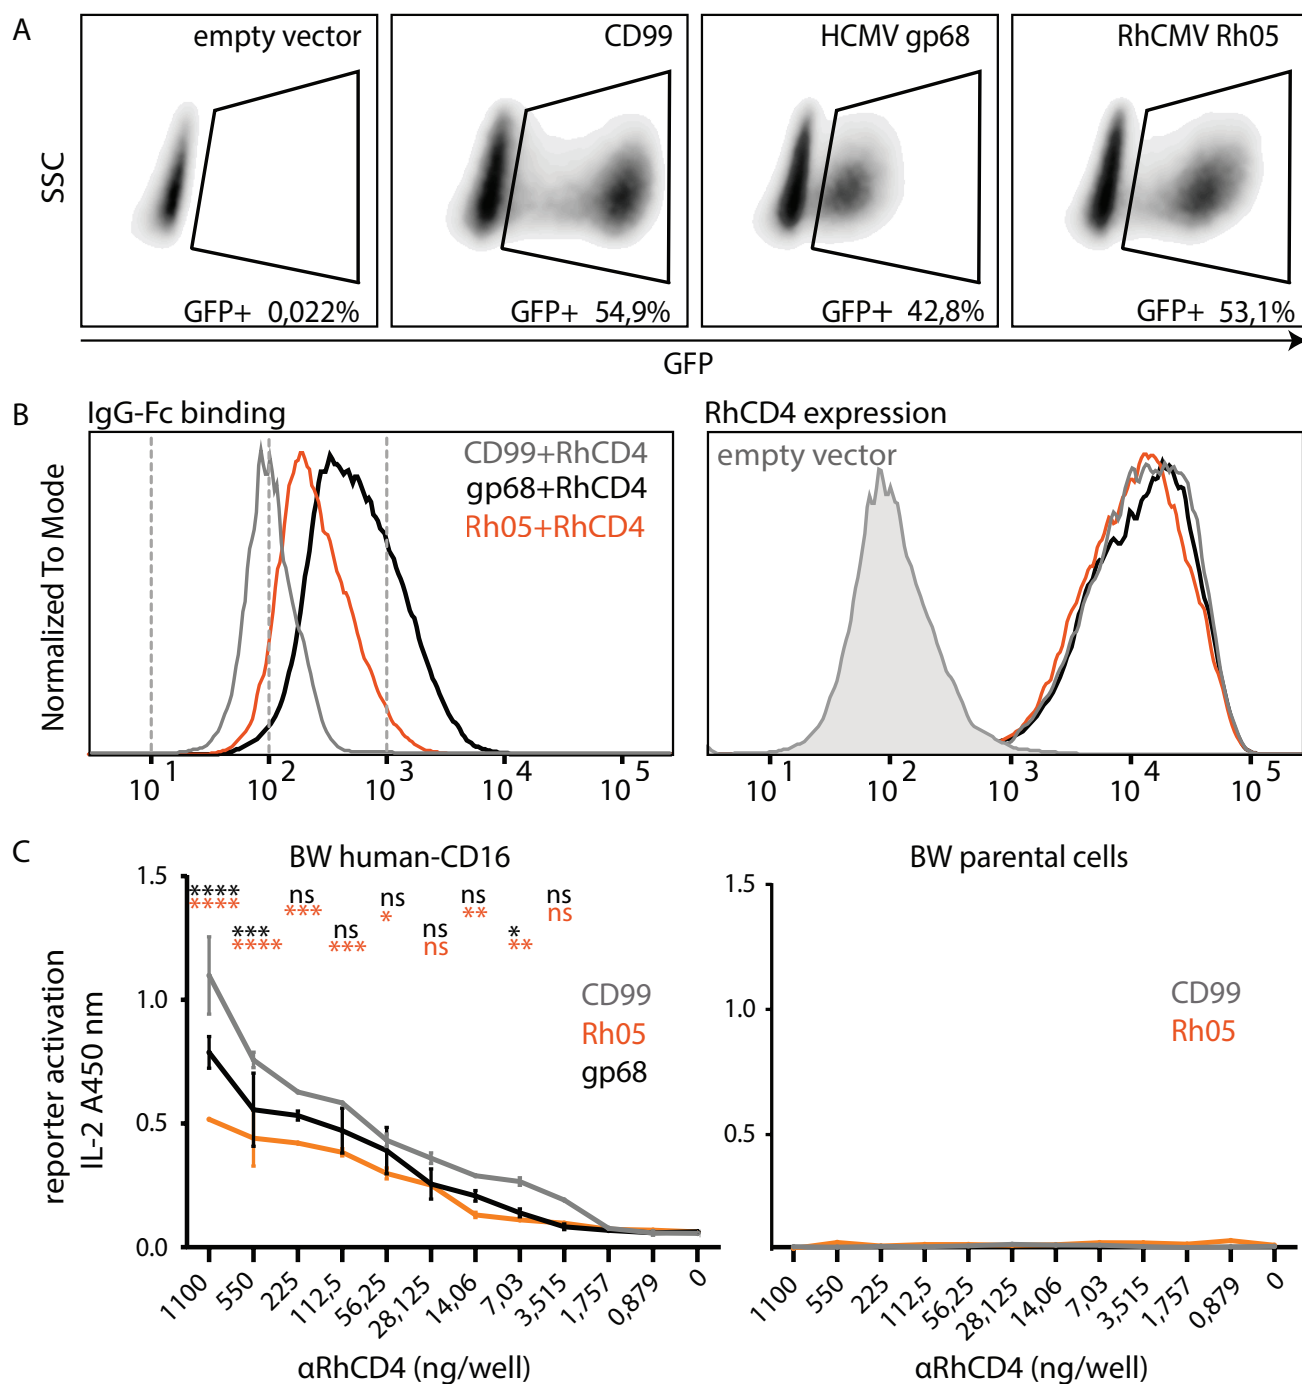 A
empty vector
CD99
HCMV gp68
RhCMV Rh05
SSC
GFP+ 0,022%
GFP+ 54,9%
GFP+ 42,8%
GFP+ 53,1%
GFP
B
IgG-Fc binding
RhCD4 expression
CD99+RhCD4
gp68+RhCD4
Rh05+RhCD4
empty vector
Normalized To Mode
10^1 10^2 10^3 10^4 10^5
10^1 10^2 10^3 10^4 10^5
C
BW human-CD16
BW parental cells
1.5
1.0
0.5
0.0
**** *** ns ns ns ns ns * ns
**** **** *** *** * ns ** ** ns
CD99
Rh05
gp68
reporter activation
IL-2 A450 nm
1100 550 225 112,5 56,25 28,125 14,06 7,03 3,515 1,757 0,879 0
αRhCD4 (ng/well)
1.5
1.0
0.5
CD99
Rh05
1100 550 225 112,5 56,25 28,125 14,06 7,03 3,515 1,757 0,879 0
αRhCD4 (ng/well)